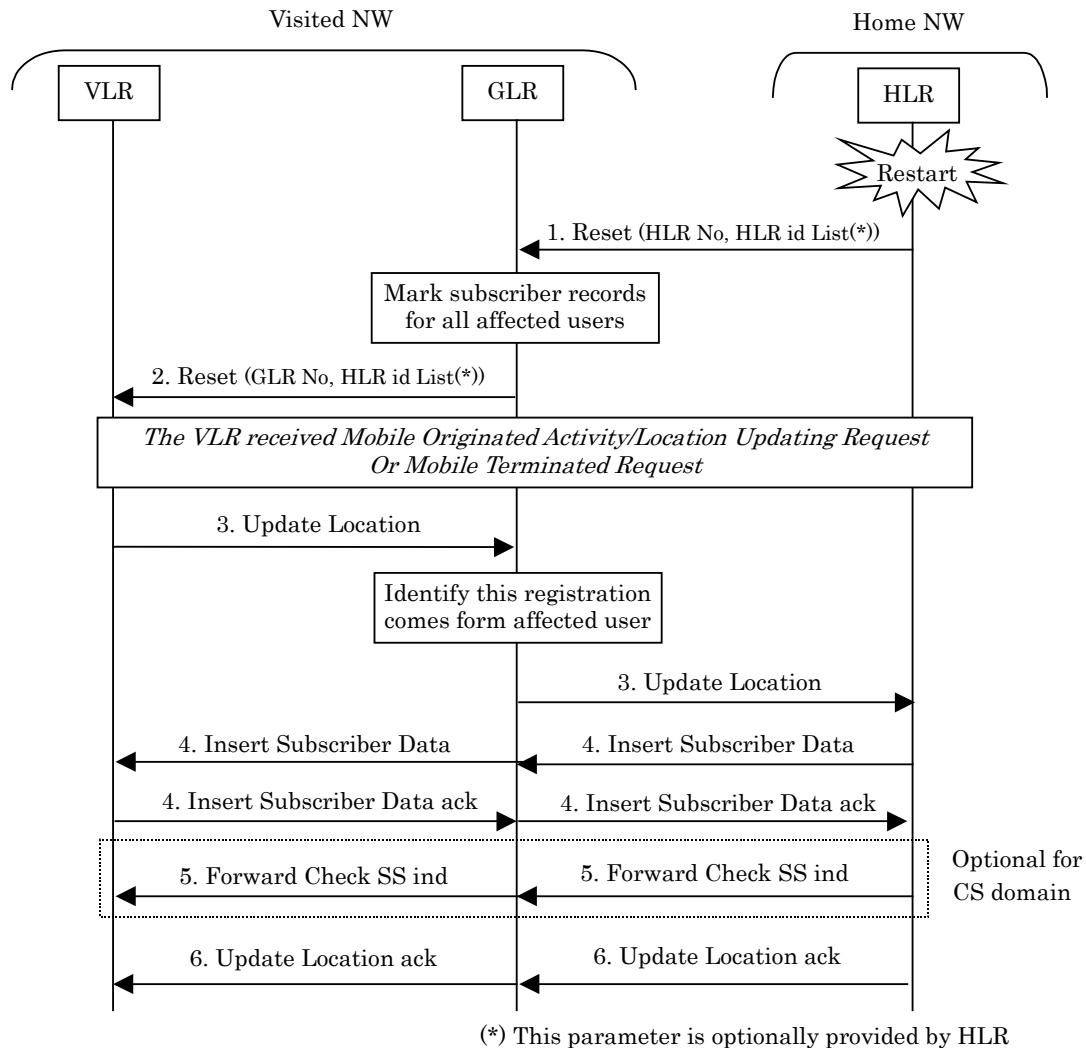 Visited NW
Home NW
VLR
GLR
HLR
Restart
1. Reset (HLR No, HLR id List(*))
Mark subscriber records
for all affected users
2. Reset (GLR No, HLR id List(*))
The VLR received Mobile Originated Activity/Location Updating Request
Or Mobile Terminated Request
3. Update Location
Identify this registration
comes form affected user
3. Update Location
4. Insert Subscriber Data
4. Insert Subscriber Data
4. Insert Subscriber Data ack
4. Insert Subscriber Data ack
5. Forward Check SS ind
5. Forward Check SS ind
Optional for
CS domain
6. Update Location ack
6. Update Location ack
(*) This parameter is optionally provided by HLR